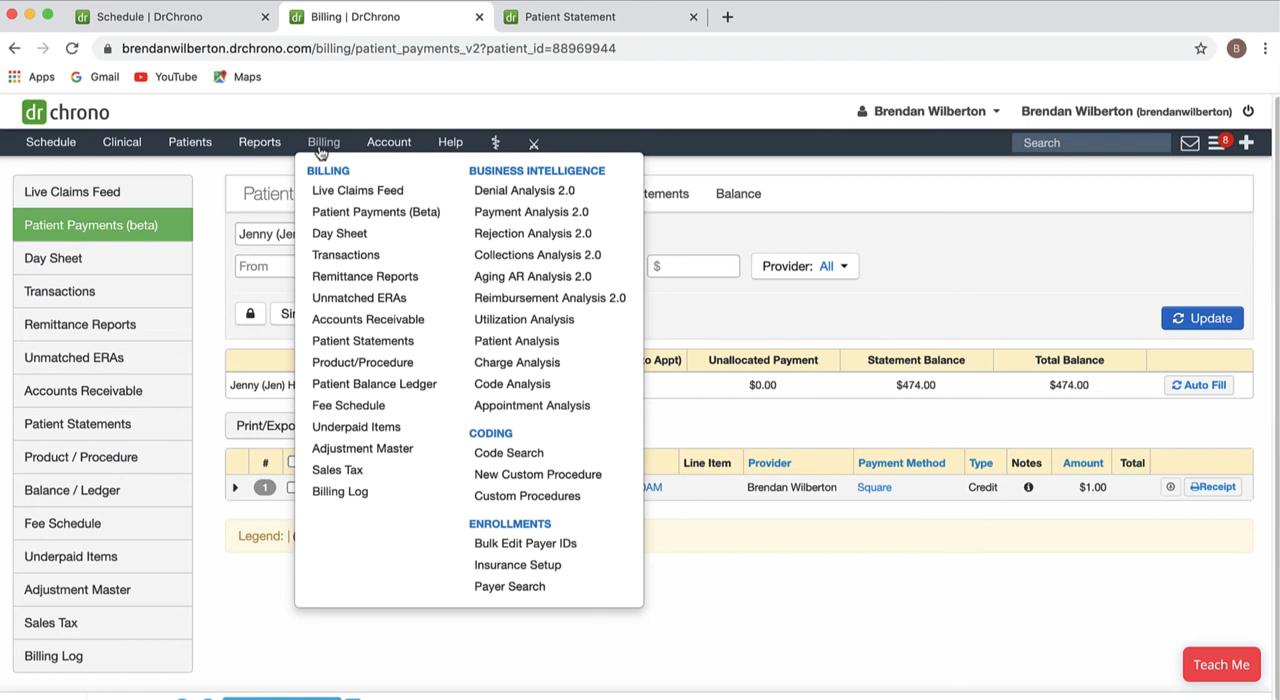 Schedule | DrChrono
Billing | DrChrono
Patient Statement
brendanwilberton.drchrono.com/billing/patient_payments_v2?patient_id=88969944
B
Apps
Gmail
YouTube
Maps
dr chrono
Brendan Wilberton
Brendan Wilberton (brendanwilberton)
Schedule
Clinical
Patients
Reports
Billing
Account
Help
Search
8
Live Claims Feed
Patient Payments (beta)
Day Sheet
Transactions
Remittance Reports
Unmatched ERAs
Accounts Receivable
Patient Statements
Product / Procedure
Balance / Ledger
Fee Schedule
Underpaid Items
Adjustment Master
Sales Tax
Billing Log
BILLING
Live Claims Feed
Patient Payments (Beta)
Day Sheet
Transactions
Remittance Reports
Unmatched ERAs
Accounts Receivable
Patient Statements
Product/Procedure
Patient Balance Ledger
Fee Schedule
Underpaid Items
Adjustment Master
Sales Tax
Billing Log
BUSINESS INTELLIGENCE
Denial Analysis 2.0
Payment Analysis 2.0
Rejection Analysis 2.0
Collections Analysis 2.0
Aging AR Analysis 2.0
Reimbursement Analysis 2.0
Utilization Analysis
Patient Analysis
Charge Analysis
Code Analysis
Appointment Analysis
CODING
Code Search
New Custom Procedure
Custom Procedures
ENROLLMENTS
Bulk Edit Payer IDs
Insurance Setup
Payer Search
Patient
tements
Balance
Jenny (Jer
From
$
Provider: All
Sin
Update
o Appt)
Unallocated Payment
Statement Balance
Total Balance
Jenny (Jen) H
$0.00
$474.00
$474.00
Auto Fill
Print/Expo
#
Line Item
Provider
Payment Method
Type
Notes
Amount
Total
1
0AM
Brendan Wilberton
Square
Credit
$1.00
Receipt
Legend: |
Teach Me